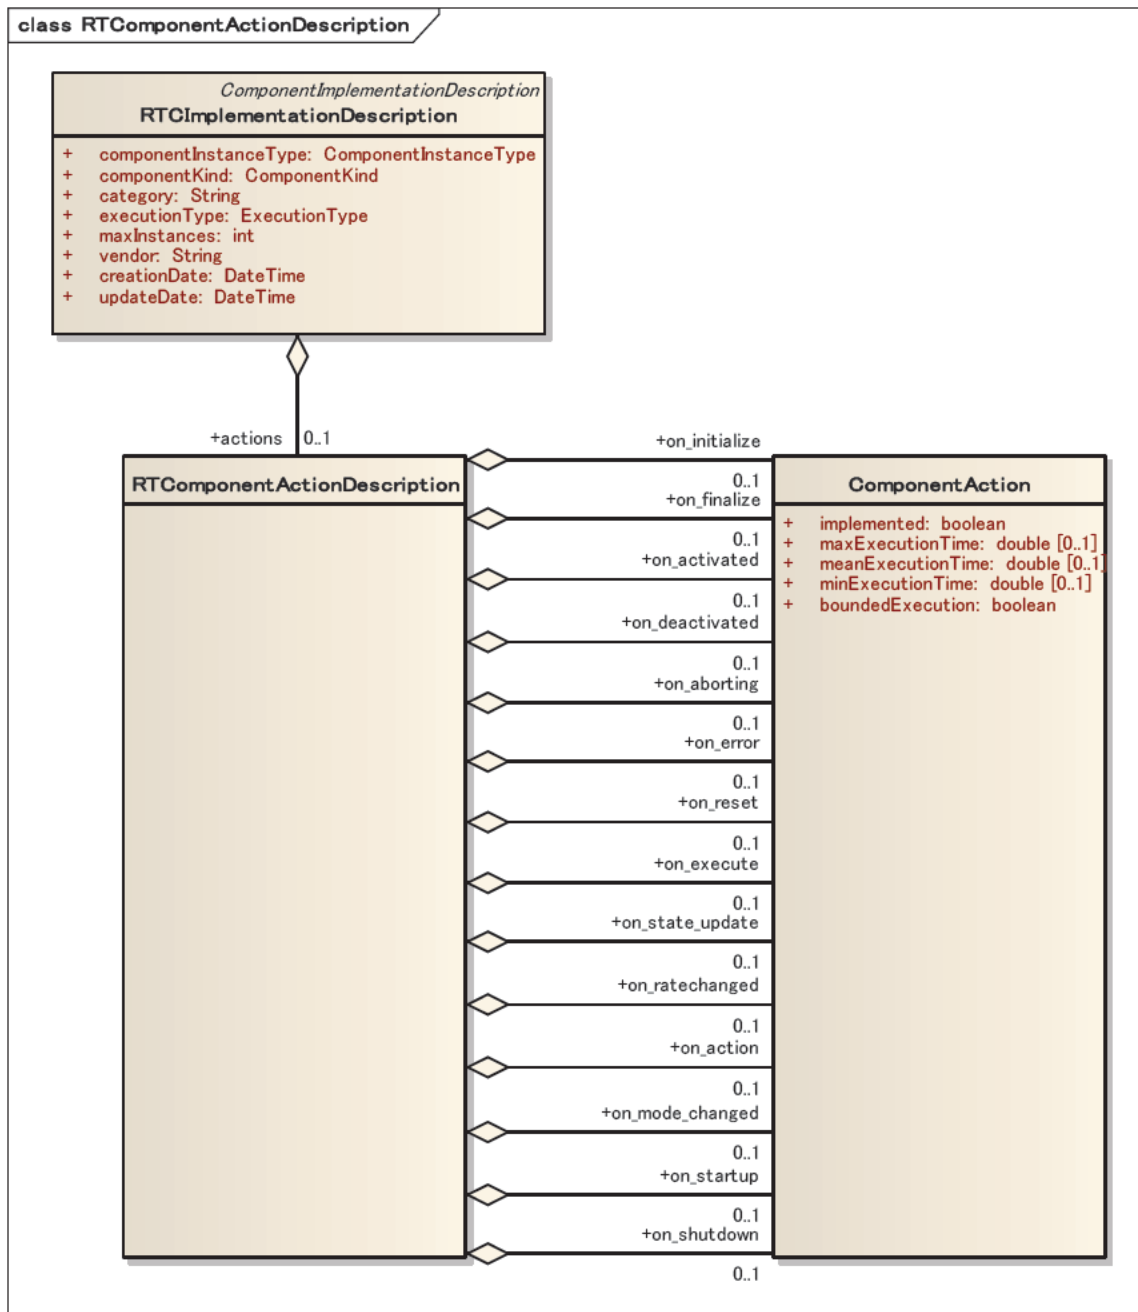 class RTComponentActionDescription
ComponentImplementationDescription
RTCImplementationDescription
+ componentInstanceType: ComponentInstanceType
+ componentKind: ComponentKind
+ category: String
+ executionType: ExecutionType
+ maxInstances: int
+ vendor: String
+ creationDate: DateTime
+ updateDate: DateTime
+actions 0..1
RTComponentActionDescription
+on_initialize
0..1
+on_finalize
0..1
+on_activated
0..1
+on_deactivated
0..1
+on_aborting
0..1
+on_error
0..1
+on_reset
0..1
+on_execute
0..1
+on_state_update
0..1
+on_ratechanged
0..1
+on_action
0..1
+on_mode_changed
0..1
+on_startup
0..1
+on_shutdown
0..1
ComponentAction
+ implemented: boolean
+ maxExecutionTime: double [0..1]
+ meanExecutionTime: double [0..1]
+ minExecutionTime: double [0..1]
+ boundedExecution: boolean